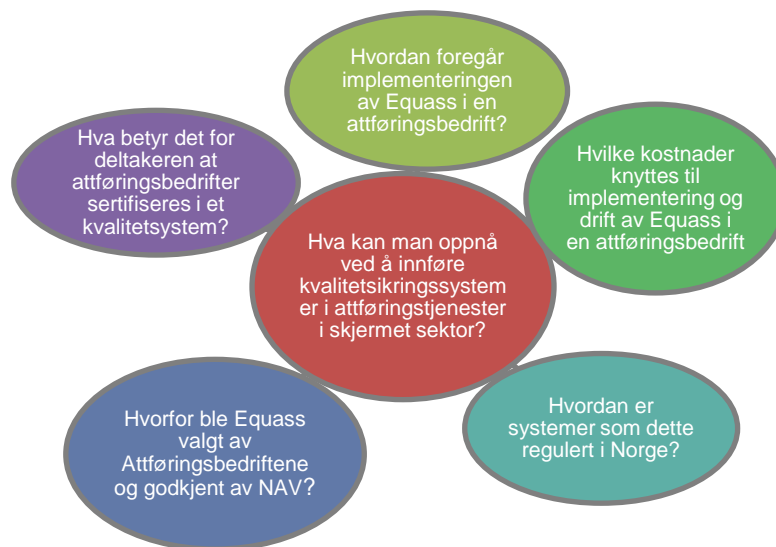 Hvordan foregår
implementeringen
av Equass i en
attføringsbedrift?
Hva betyr det for
deltakeren at
attføringsbedrifter
sertifiseres i et
kvalitetsystem?
Hvilke kostnader
knyttes til
implementering og
drift av Equass i
en attføringsbedrift
Hva kan man oppnå
ved å innføre
kvalitetsikringssystem
er i attføringstjenester
i skjermet sektor?
Hvorfor ble Equass
valgt av
Attføringsbedriftene
og godkjent av NAV?
Hvordan er
systemer som dette
regulert i Norge?